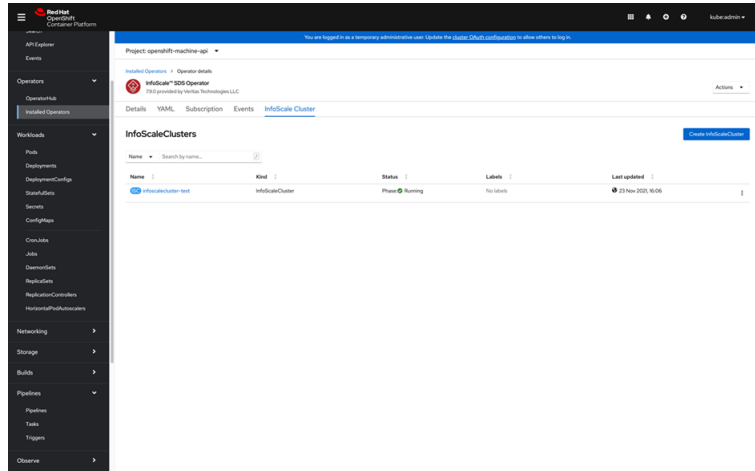 Red Hat
OpenShift
Container Platform
kube:admin
You are logged in as a temporary administrative user. Update the cluster OAuth configuration to allow others to log in.
Search
API Explorer
Events
Operators
OperatorHub
Installed Operators
Workloads
Pods
Deployments
DeploymentConfigs
StatefulSets
Secrets
ConfigMaps
CronJobs
Jobs
DaemonSets
ReplicaSets
ReplicationControllers
HorizontalPodAutoscalers
Networking
Storage
Builds
Pipelines
Pipelines
Tasks
Triggers
Observe
Project: openshift-machine-api
Installed Operators > Operator details
InfoScale™ SDS Operator
7.9.0 provided by Veritas Technologies LLC
Actions
Details YAML Subscription Events InfoScale Cluster
InfoScaleClusters
Create InfoScaleCluster
Name Search by name... /
Name Kind Status Labels Last updated
ISC infoscalecluster-test InfoScaleCluster Phase: Running No labels 23 Nov 2021, 16:06